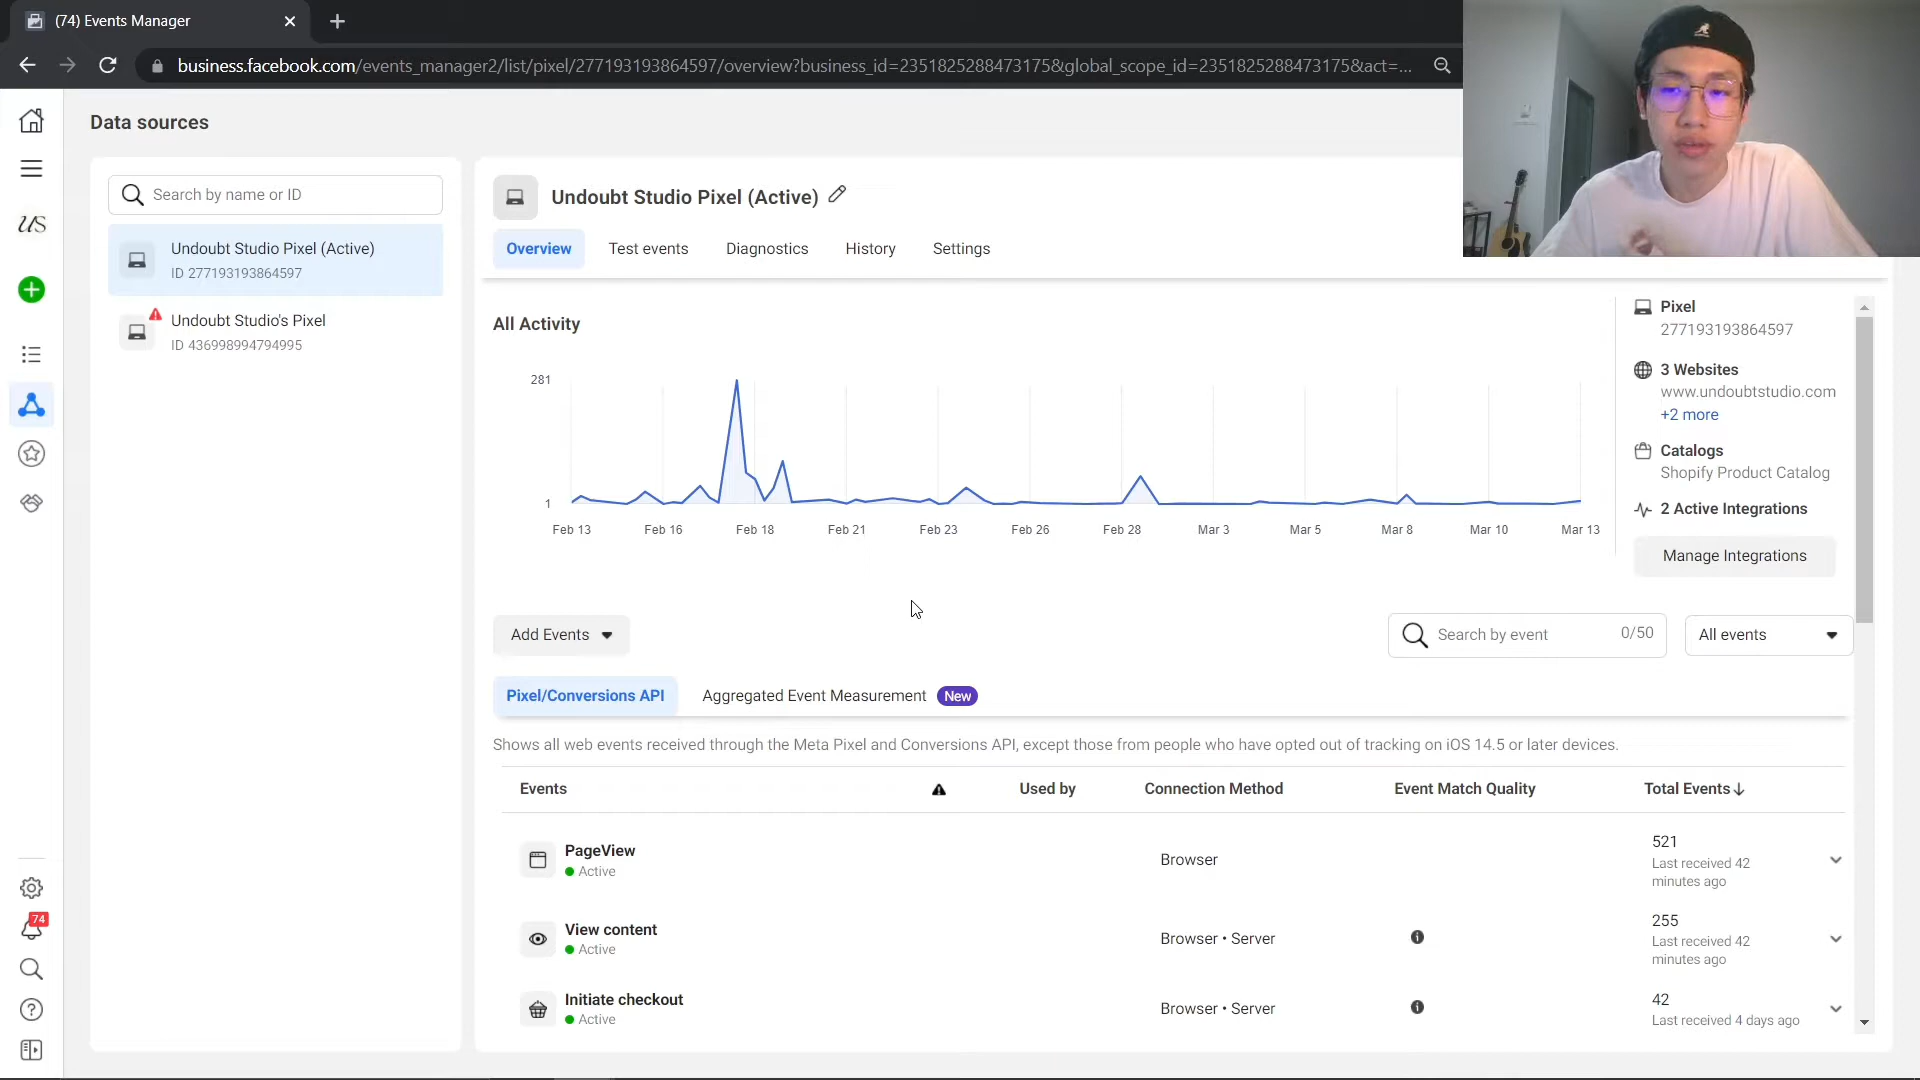 (74) Events Manager
business.facebook.com/events_manager2/list/pixel/277193193864597/overview?business_id=2351825288473175&global_scope_id=2351825288473175&act=...
Data sources
US
Search by name or ID
Undoubt Studio Pixel (Active)
ID 277193193864597
Undoubt Studio's Pixel
ID 436998994794995
74
Undoubt Studio Pixel (Active)
Overview
Test events
Diagnostics
History
Settings
All Activity
281
1
Feb 13
Feb 16
Feb 18
Feb 21
Feb 23
Feb 26
Feb 28
Mar 3
Mar 5
Mar 8
Mar 10
Mar 13
Pixel
277193193864597
3 Websites
www.undoubtstudio.com
+2 more
Catalogs
Shopify Product Catalog
2 Active Integrations
Manage Integrations
Add Events
Search by event
0/50
All events
Pixel/Conversions API
Aggregated Event Measurement New
Shows all web events received through the Meta Pixel and Conversions API, except those from people who have opted out of tracking on iOS 14.5 or later devices.
Events
Used by
Connection Method
Event Match Quality
Total Events
PageView
Active
Browser
521
Last received 42
minutes ago
View content
Active
Browser • Server
255
Last received 42
minutes ago
Initiate checkout
Active
Browser • Server
42
Last received 4 days ago